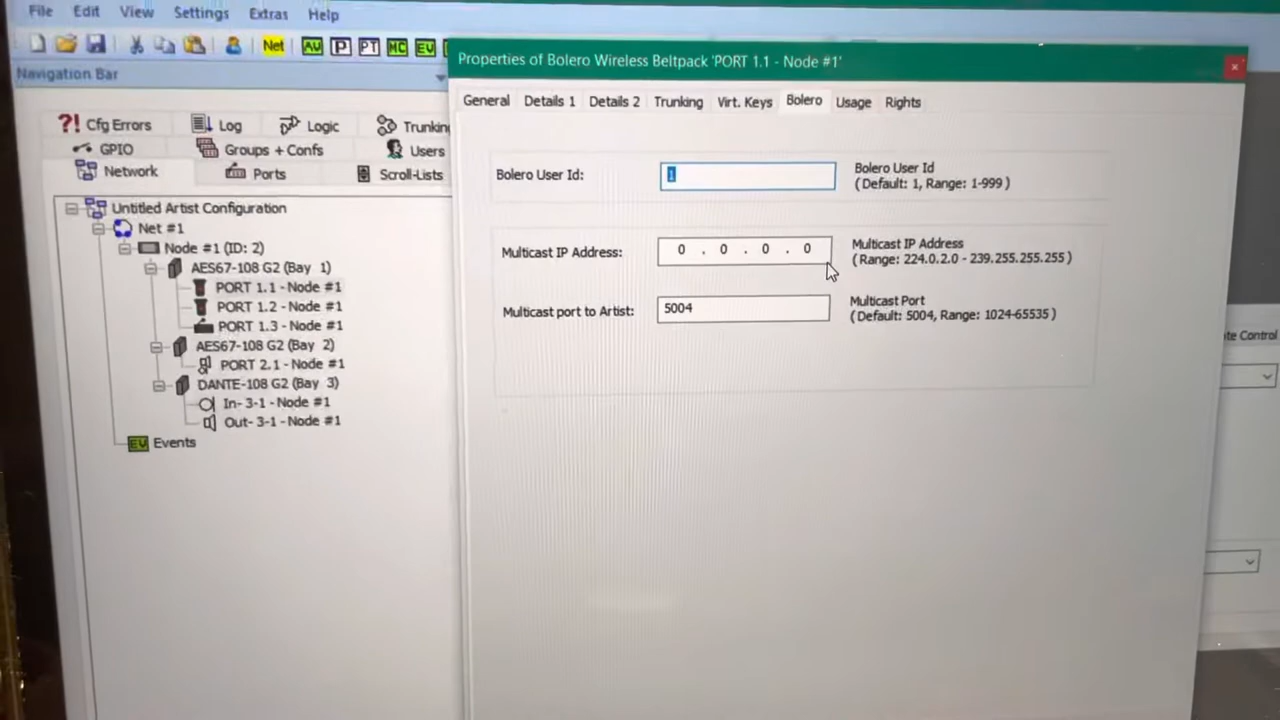 File Edit View Settings Extras Help
Net AU P PT MC EV
Navigation Bar
?! Cfg Errors Log Logic Trunking
GPIO Groups + Confs Users
Network Ports Scroll-Lists
Untitled Artist Configuration
Net #1
Node #1 (ID: 2)
AES67-108 G2 (Bay 1)
PORT 1.1 - Node #1
PORT 1.2 - Node #1
PORT 1.3 - Node #1
AES67-108 G2 (Bay 2)
PORT 2.1 - Node #1
DANTE-108 G2 (Bay 3)
In- 3-1 - Node #1
Out- 3-1 - Node #1
EV Events
Properties of Bolero Wireless Beltpack 'PORT 1.1 - Node #1'
General Details 1 Details 2 Trunking Virt. Keys Bolero Usage Rights
Bolero User Id: 1 Bolero User Id
(Default: 1, Range: 1-999 )
Multicast IP Address: 0 . 0 . 0 . 0 Multicast IP Address
( Range: 224.0.2.0 - 239.255.255.255 )
Multicast port to Artist: 5004 Multicast Port
(Default: 5004, Range: 1024-65535 )
Control